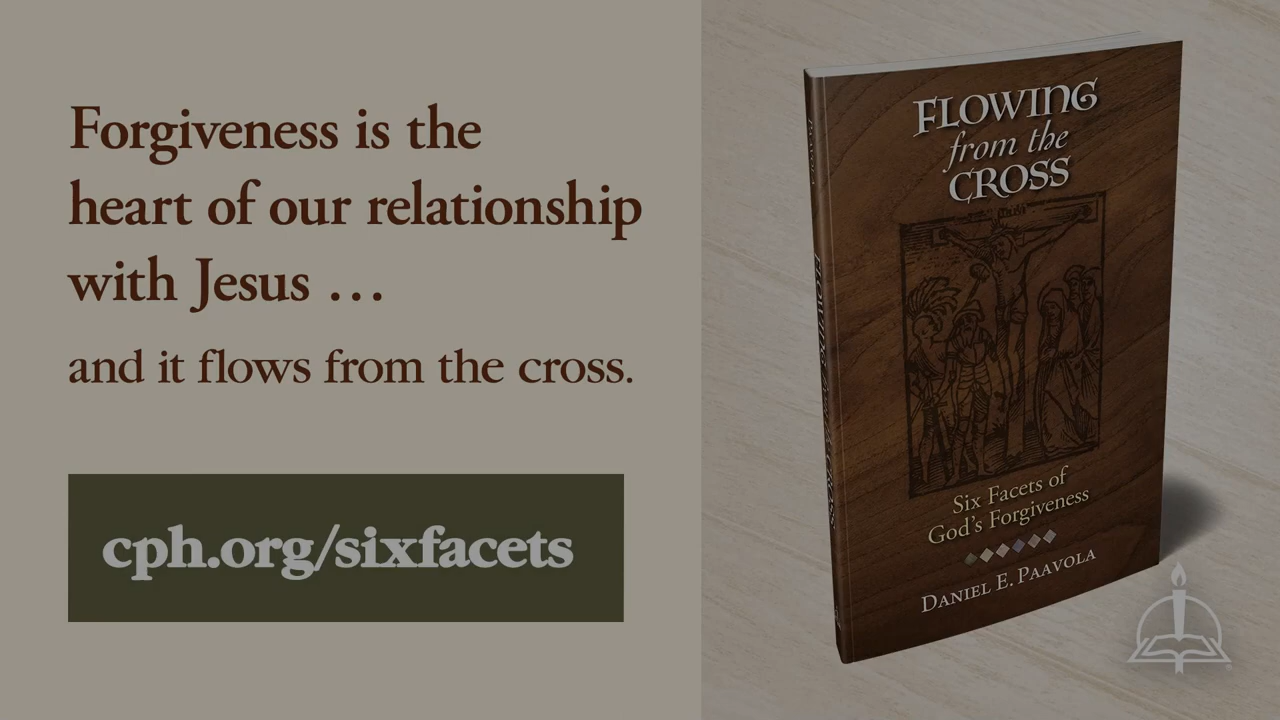 Forgiveness is the
heart of our relationship
with Jesus …
and it flows from the cross.
cph.org/sixfacets
FLOWING
from the
CROSS
Six Facets of
God's Forgiveness
DANIEL E. PAAVOLA